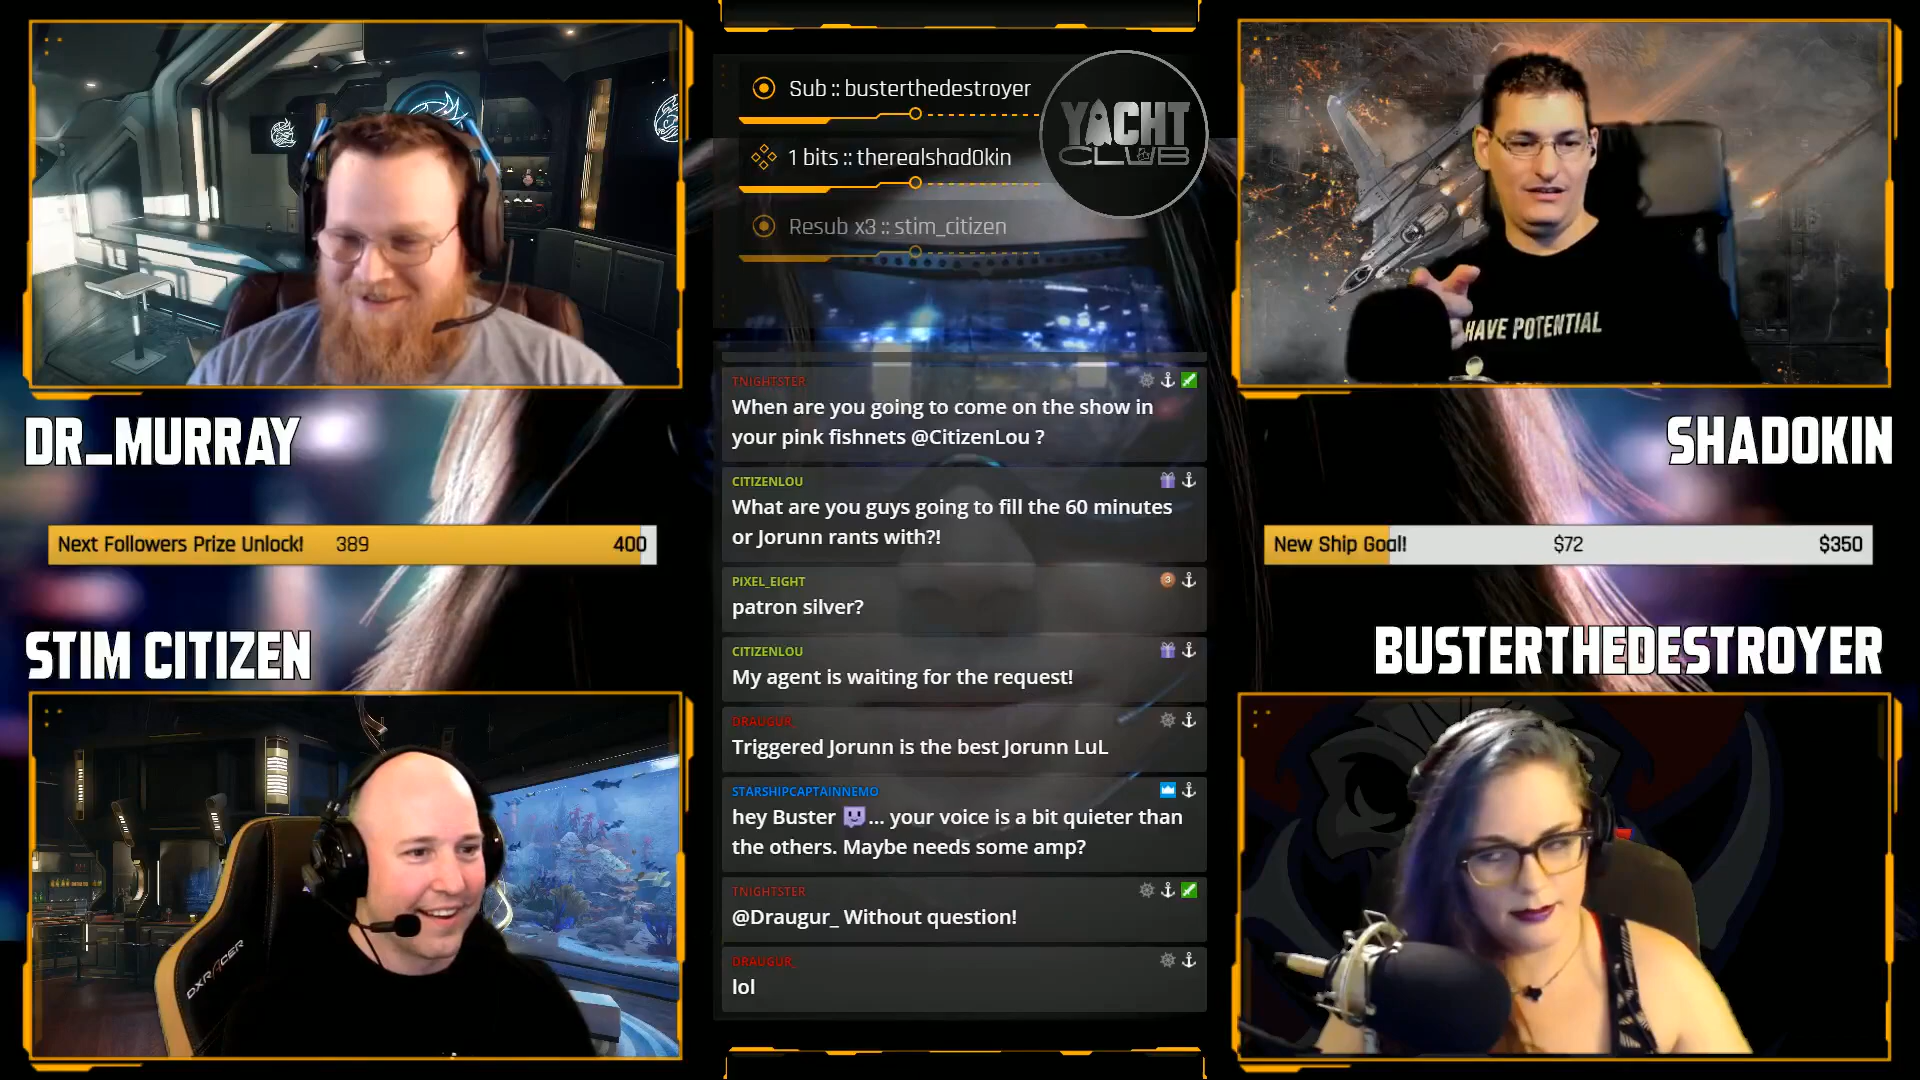 Sub :: busterthedestroyer
1 bits :: therealshad0kin
Resub x3 :: stim_citizen
YACHT
CLUB
HAVE POTENTIAL
DR_MURRAY
SHADOKIN
Next Followers Prize Unlock! 389 400
New Ship Goal! $72 $350
STIM CITIZEN
BUSTERTHEDESTROYER
TNIGHTSTER
When are you going to come on the show in
your pink fishnets @CitizenLou ?
CITIZENLOU
What are you guys going to fill the 60 minutes
or Jorunn rants with?!
PIXEL_EIGHT
3
patron silver?
CITIZENLOU
My agent is waiting for the request!
DRAUGUR_
Triggered Jorunn is the best Jorunn LuL
STARSHIPCAPTAINNEMO
hey Buster ... your voice is a bit quieter than
the others. Maybe needs some amp?
TNIGHTSTER
@Draugur_ Without question!
DRAUGUR_
lol
DXRACER